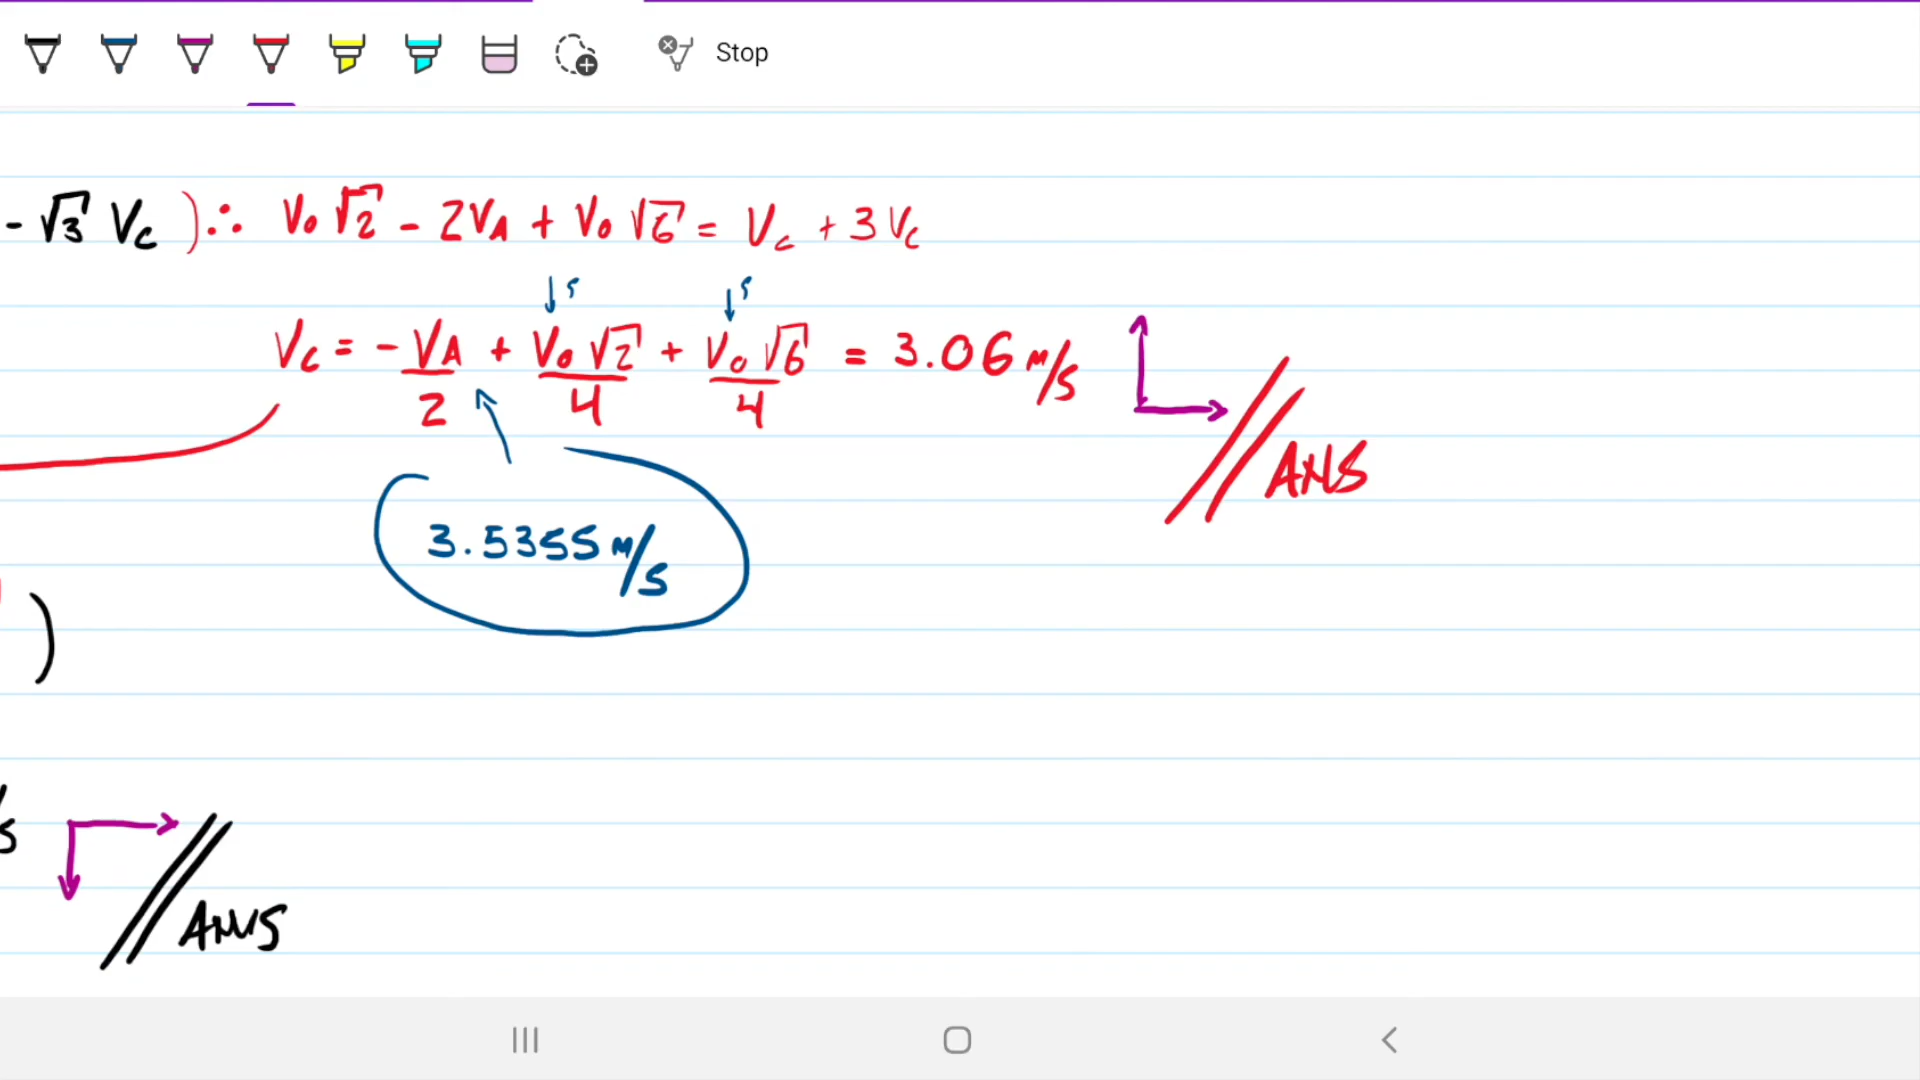 Stop
- √3 Vc ) ∴ V₀ √2 - 2VA + V₀ √6 = Vc + 3Vc
↓ 5 ↓ 5
Vc = - VA/2 + V₀ √2/4 + V₀ √6/4 = 3.06 m/s
// ANS
3.5355 m/s
)
s // ANS